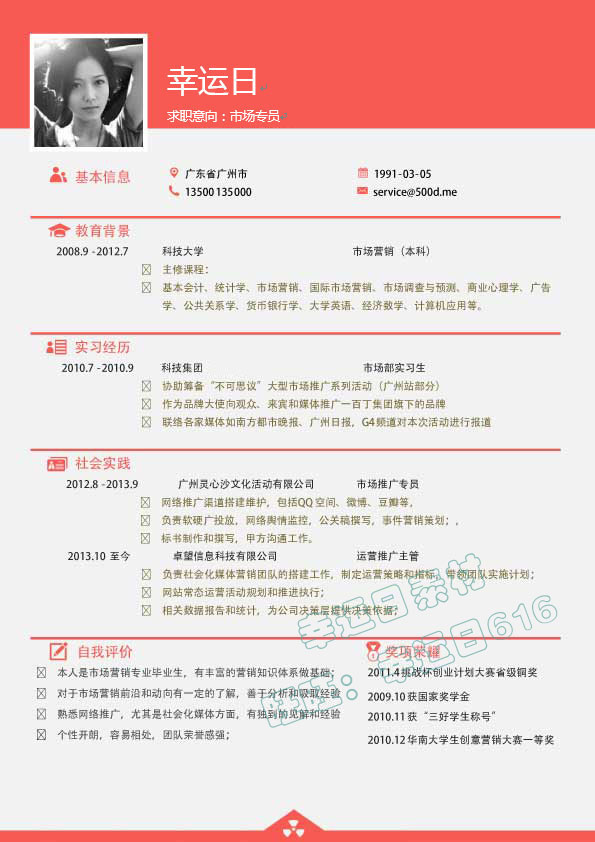 幸运日
求职意向：市场专员
基本信息
广东省广州市
1991-03-05
13500135000
service@500d.me
教育背景
2008.9 -2012.7 科技大学 市场营销（本科）
主修课程：
基本会计、统计学、市场营销、国际市场营销、市场调查与预测、商业心理学、广告
学、公共关系学、货币银行学、大学英语、经济数学、计算机应用等。
实习经历
2010.7 -2010.9 科技集团 市场部实习生
协助筹备“不可思议”大型市场推广系列活动（广州站部分）
作为品牌大使向观众、来宾和媒体推介一百丁集团旗下的品牌
联络各家媒体如南方都市晚报、广州日报，G4频道对本次活动进行报道
社会实践
2012.8 -2013.9 广州灵心沙文化活动有限公司 市场推广专员
网络推广渠道搭建维护，包括QQ空间、微博、豆瓣等，
负责软硬广投放，网络舆情监控，公关稿撰写，事件营销策划；，
标书制作和撰写，甲方沟通工作。
2013.10 至今 卓望信息科技有限公司 运营推广主管
负责社会化媒体营销团队的搭建工作，制定运营策略和指标，带领团队实施计划；
网站常态运营活动规划和推进执行；
相关数据报告和统计，为公司决策层提供决策依据；
幸运日素材
旺旺：幸运日616
自我评价
本人是市场营销专业毕业生，有丰富的营销知识体系做基础；
对于市场营销前沿和动向有一定的了解，善于分析和吸取经验
熟悉网络推广，尤其是社会化媒体方面，有独到的见解和经验
个性开朗，容易相处，团队荣誉感强；
奖项荣耀
2011.4挑战杯创业计划大赛省级铜奖
2009.10获国家奖学金
2010.11获“三好学生称号”
2010.12华南大学生创意营销大赛一等奖